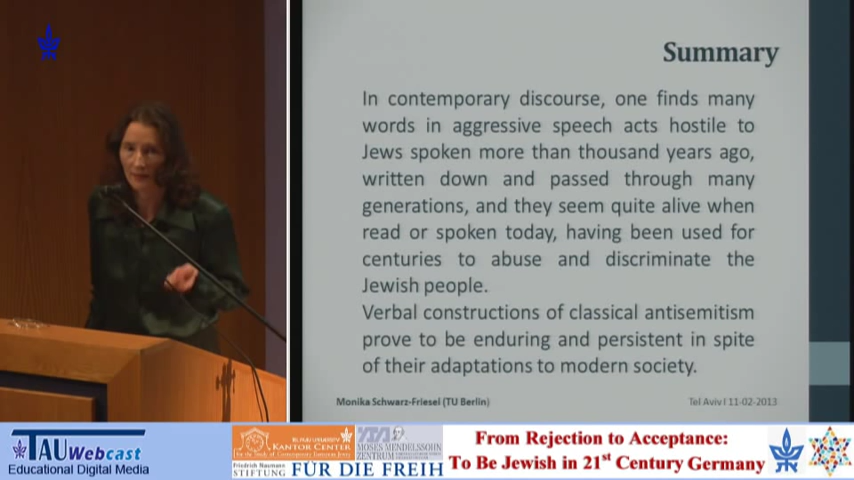 Summary
In contemporary discourse, one finds many
words in aggressive speech acts hostile to
Jews spoken more than thousand years ago,
written down and passed through many
generations, and they seem quite alive when
read or spoken today, having been used for
centuries to abuse and discriminate the
Jewish people.
Verbal constructions of classical antisemitism
prove to be enduring and persistent in spite
of their adaptations to modern society.
Monika Schwarz-Friesel (TU Berlin)
Tel Aviv I 11-02-2013
TAU Webcast
Educational Digital Media
KANTOR CENTER
MOSES MENDELSSOHN
ZENTRUM
Friedrich Naumann
STIFTUNG FÜR DIE FREIH
From Rejection to Acceptance:
To Be Jewish in 21st Century Germany